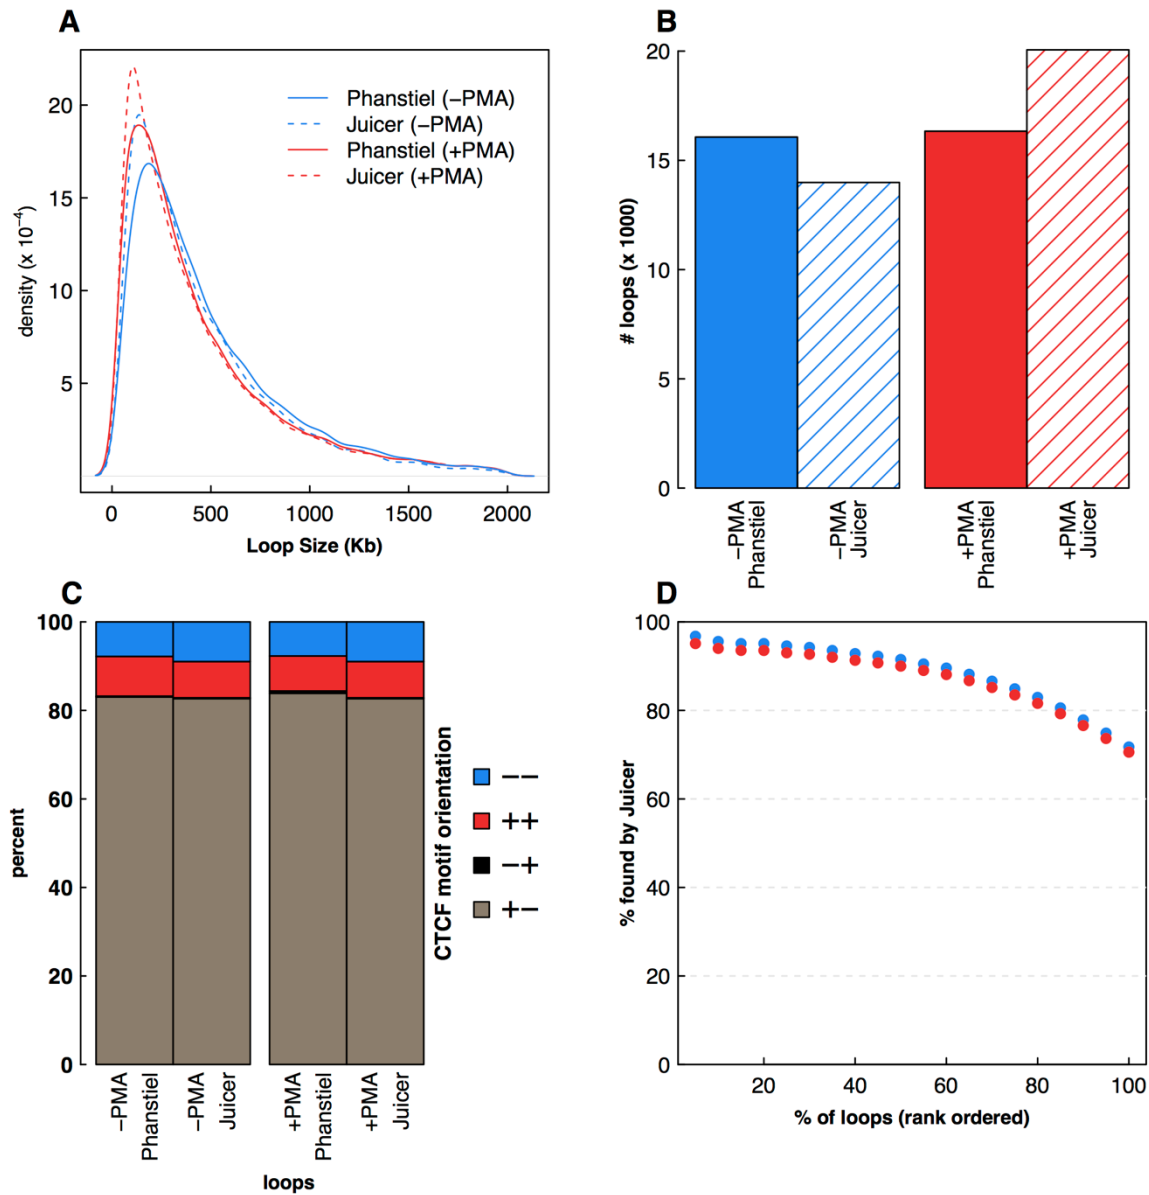 A
density (x 10⁻⁴)
20
15
10
5
Phanstiel (−PMA)
Juicer (−PMA)
Phanstiel (+PMA)
Juicer (+PMA)
0 500 1000 1500 2000
Loop Size (Kb)
B
# loops (x 1000)
20
15
10
5
0
−PMA
Phanstiel
−PMA
Juicer
+PMA
Phanstiel
+PMA
Juicer
C
percent
100
80
60
40
20
0
−PMA
Phanstiel
−PMA
Juicer
+PMA
Phanstiel
+PMA
Juicer
loops
CTCF motif orientation
−−
++
−+
+−
D
% found by Juicer
100
80
60
40
20
0
20 40 60 80 100
% of loops (rank ordered)